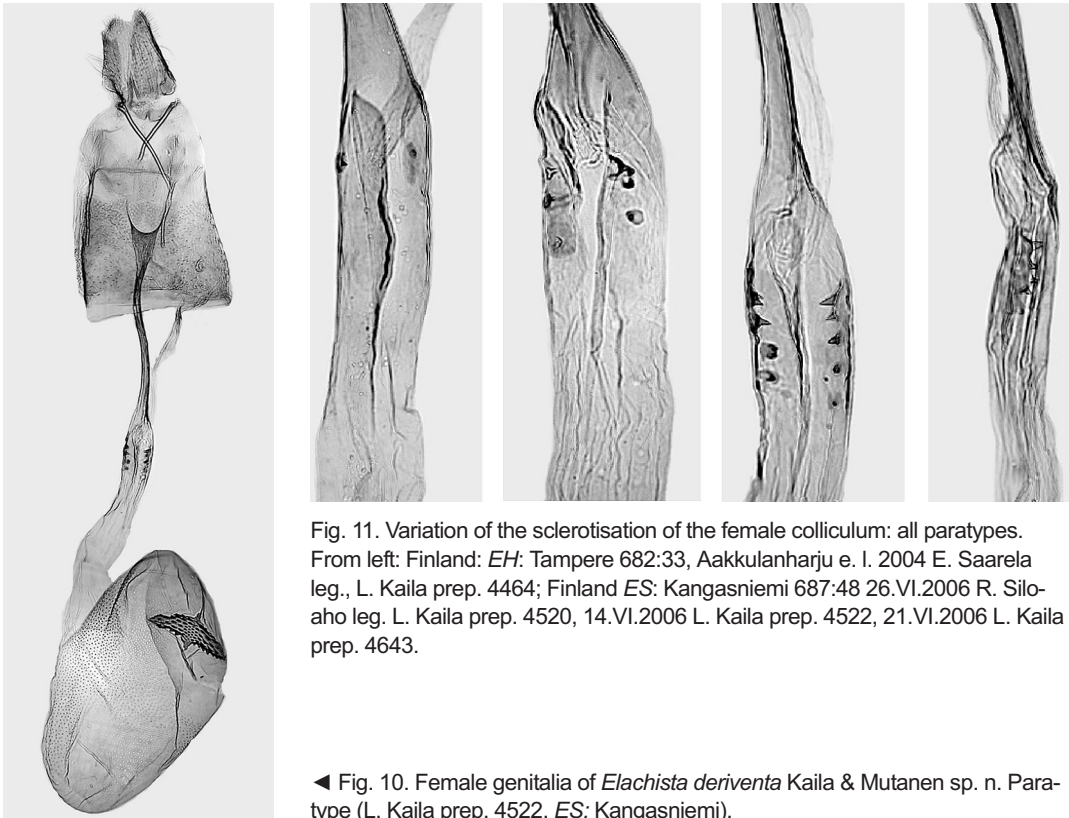 Fig. 11. Variation of the sclerotisation of the female colliculum: all paratypes.
From left: Finland: EH: Tampere 682:33, Aakkulanharju e. l. 2004 E. Saarela
leg., L. Kaila prep. 4464; Finland ES: Kangasniemi 687:48 26.VI.2006 R. Silo-
aho leg. L. Kaila prep. 4520, 14.VI.2006 L. Kaila prep. 4522, 21.VI.2006 L. Kaila
prep. 4643.
◄ Fig. 10. Female genitalia of Elachista deriventa Kaila & Mutanen sp. n. Para-
type (L. Kaila prep. 4522. ES: Kangasniemi).